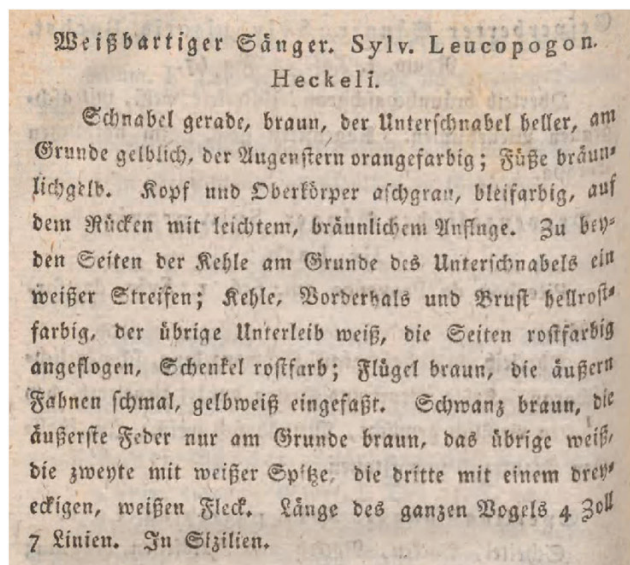 Weißbartiger Sänger. Sylv. Leucopogon.
Heckeli.
Schnabel gerade, braun, der Unterschnabel heller, am
Grunde gelblich, der Augenstern orangefarbig; Füße bräun-
lichgelb. Kopf und Oberkörper aschgrau, bleifarbig, auf
dem Rücken mit leichtem, bräunlichem Anfluge. Zu bey-
den Seiten der Kehle am Grunde des Unterschnabels ein
weißer Streifen; Kehle, Vorderhals und Brust hellrost-
farbig, der übrige Unterleib weiß, die Seiten rostfarbig
angeflogen, Schenkel rostfarb; Flügel braun, die äußern
Fahnen schmal, gelbweiß eingefaßt. Schwanz braun, die
äußerste Feder nur am Grunde braun, das übrige weiß,
die zweyte mit weißer Spitze, die dritte mit einem drey-
eckigen, weißen Fleck. Länge des ganzen Vogels 4 Zoll
7 Linien. In Sizilien.